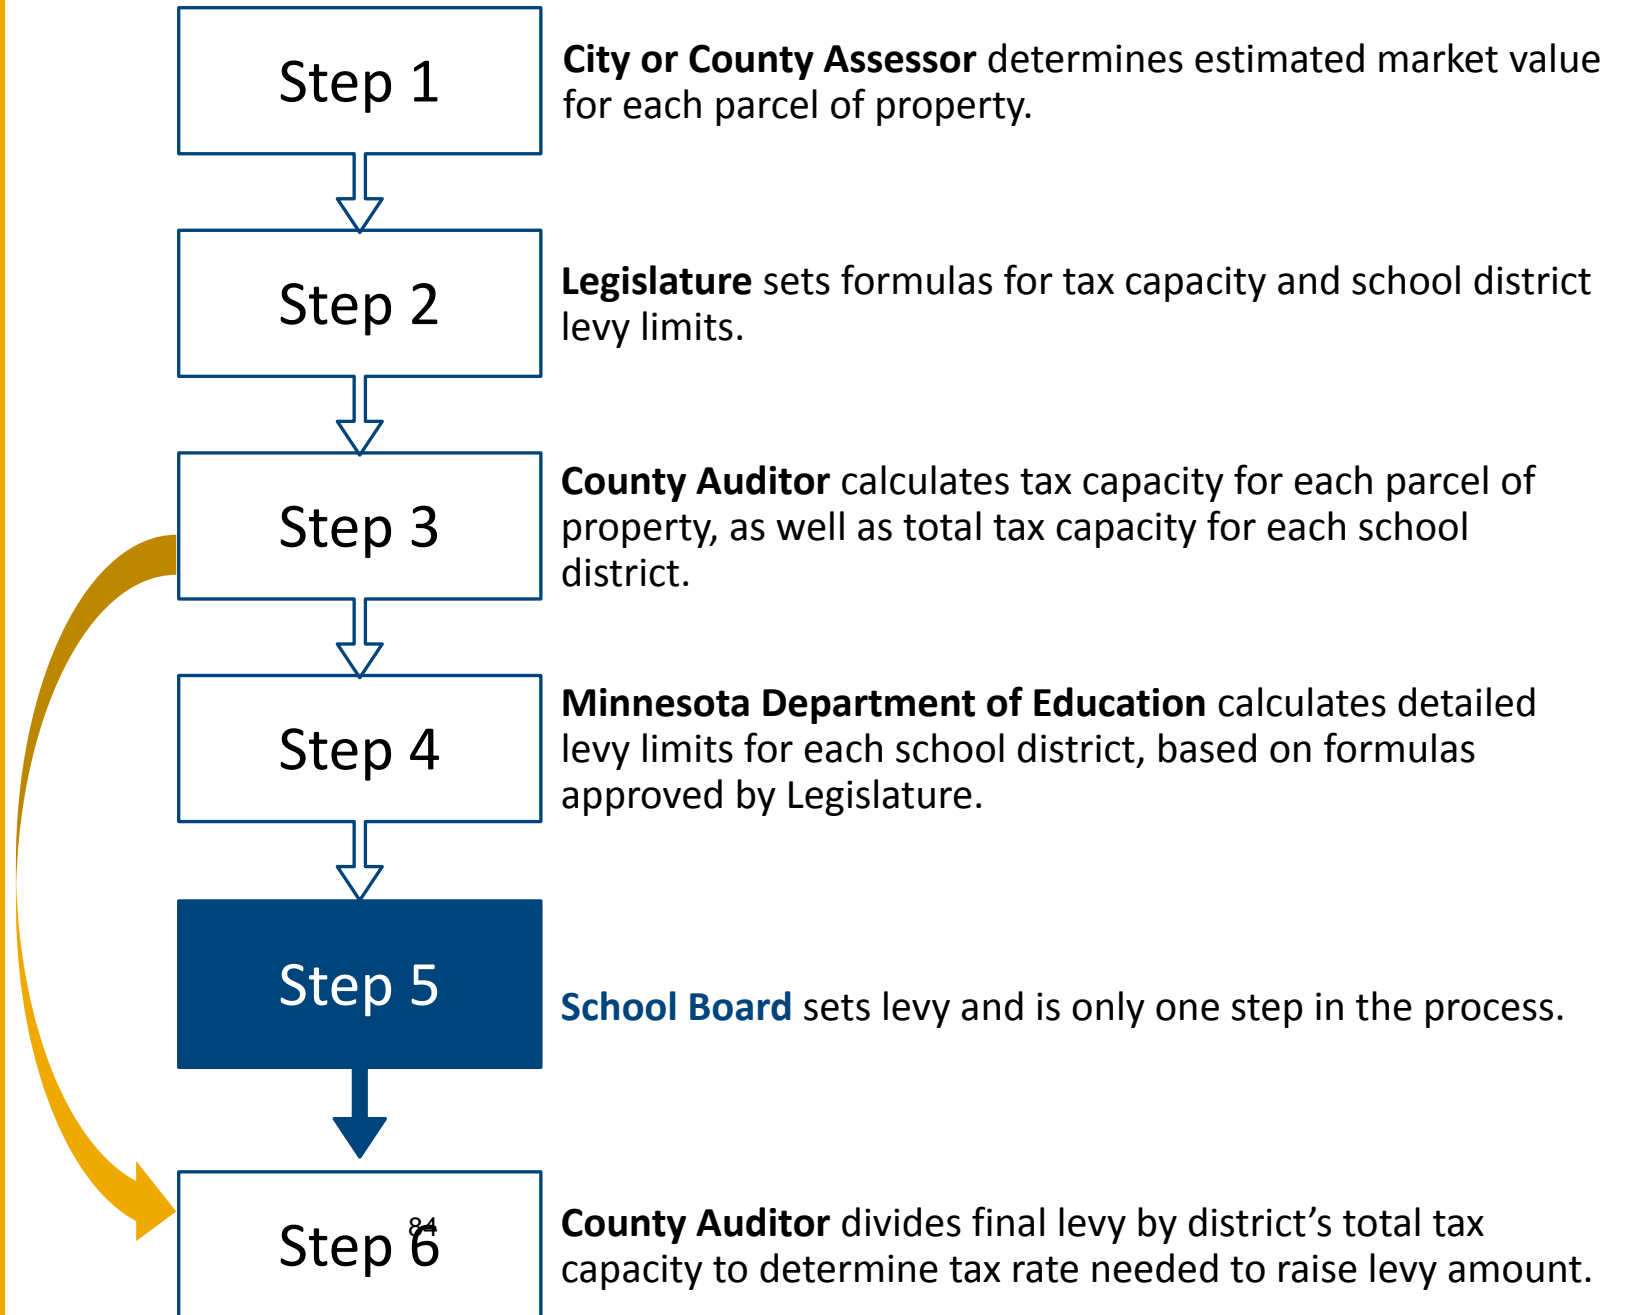 Step 1
City or County Assessor determines estimated market value
for each parcel of property.
Step 2
Legislature sets formulas for tax capacity and school district
levy limits.
Step 3
County Auditor calculates tax capacity for each parcel of
property, as well as total tax capacity for each school
district.
Step 4
Minnesota Department of Education calculates detailed
levy limits for each school district, based on formulas
approved by Legislature.
Step 5
School Board sets levy and is only one step in the process.
Step 6
84
County Auditor divides final levy by district’s total tax
capacity to determine tax rate needed to raise levy amount.